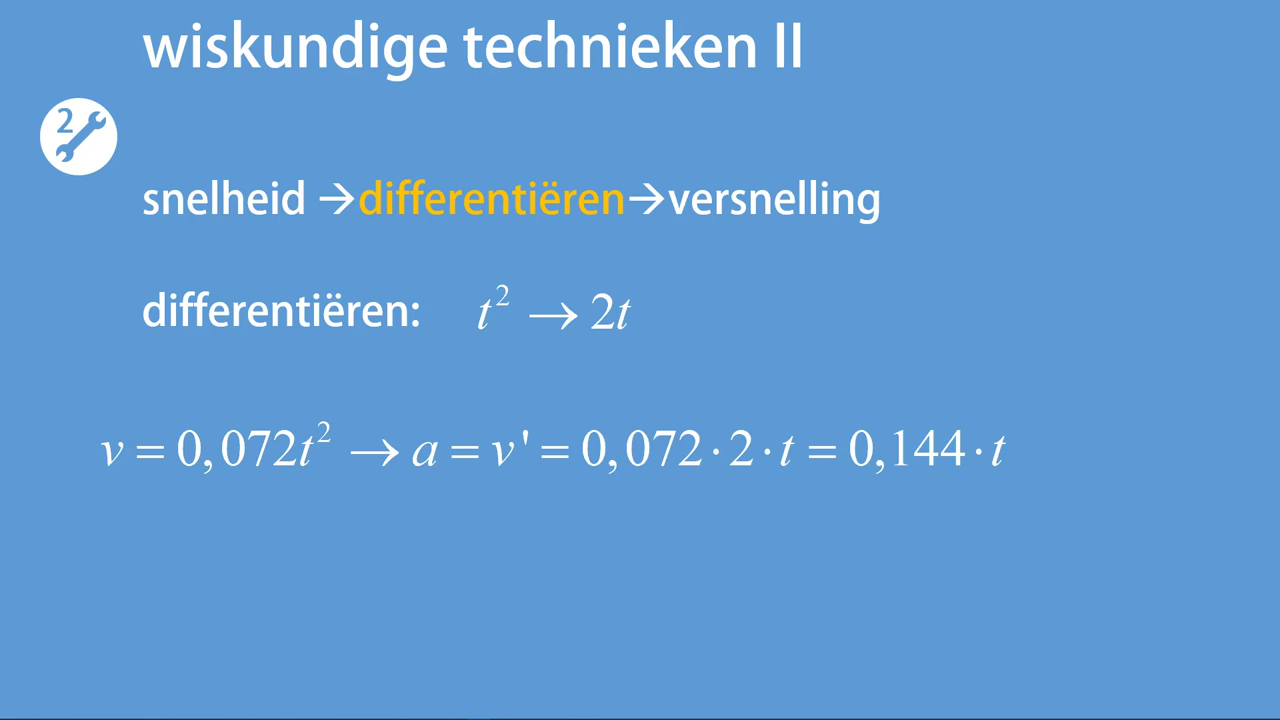 wiskundige technieken II
2
snelheid →differentiëren→versnelling
differentiëren: t² → 2t
v = 0,072t² → a = v' = 0,072 · 2 · t = 0,144 · t